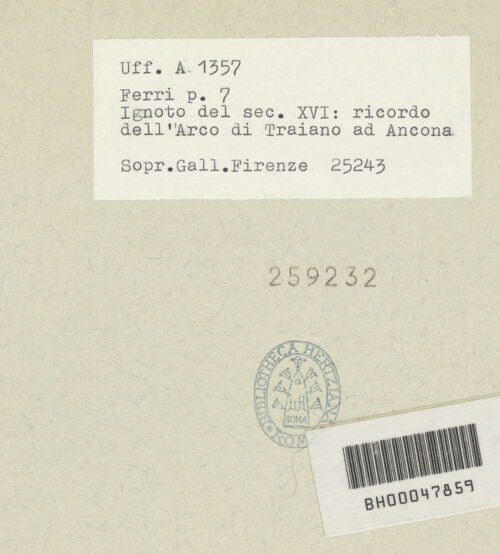 Uff. A 1357
Ferri p. 7
Ignoto del sec. XVI: ricordo
dell'Arco di Traiano ad Ancona
Sopr.Gall.Firenze 25243
259232
BIBLIOTHECA HERTZIANA
ROMA
ROM
BH00047859